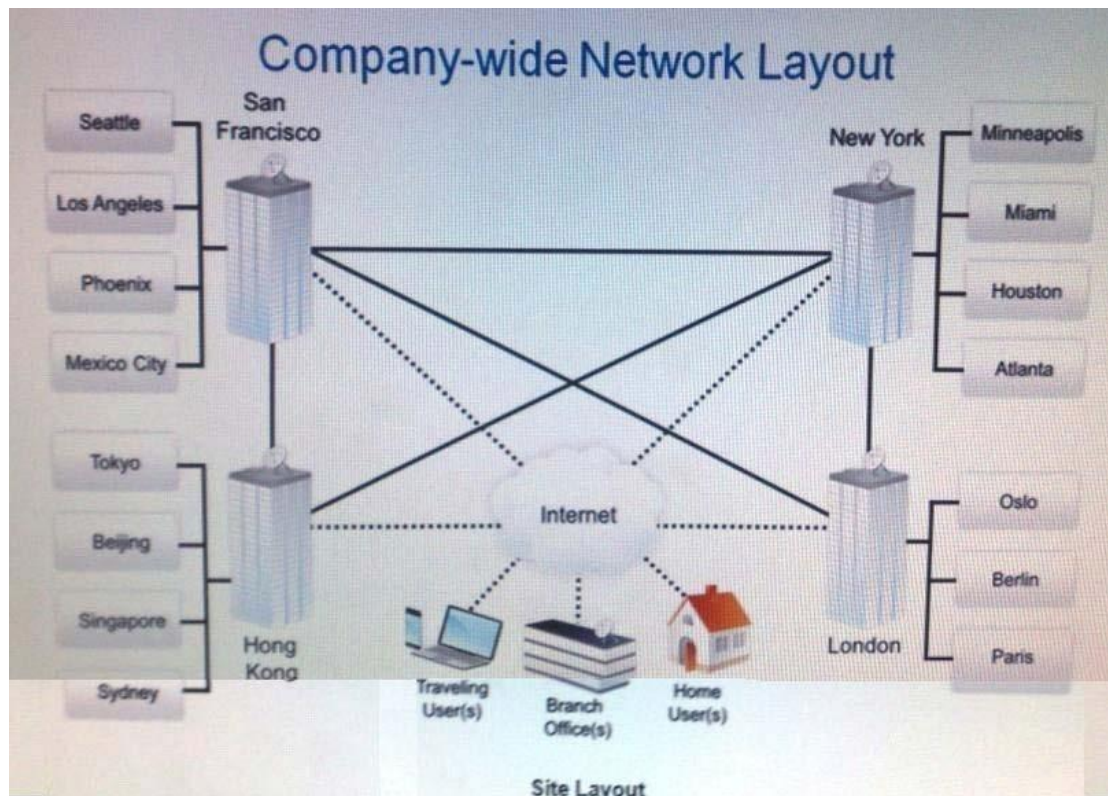 Company-wide Network Layout
Seattle
Los Angeles
Phoenix
Mexico City
San
Francisco
New York
Minneapolis
Miami
Houston
Atlanta
Tokyo
Beijing
Singapore
Sydney
Hong
Kong
Internet
London
Oslo
Berlin
Paris
Traveling
User(s)
Branch
Office(s)
Home
User(s)
Site Layout